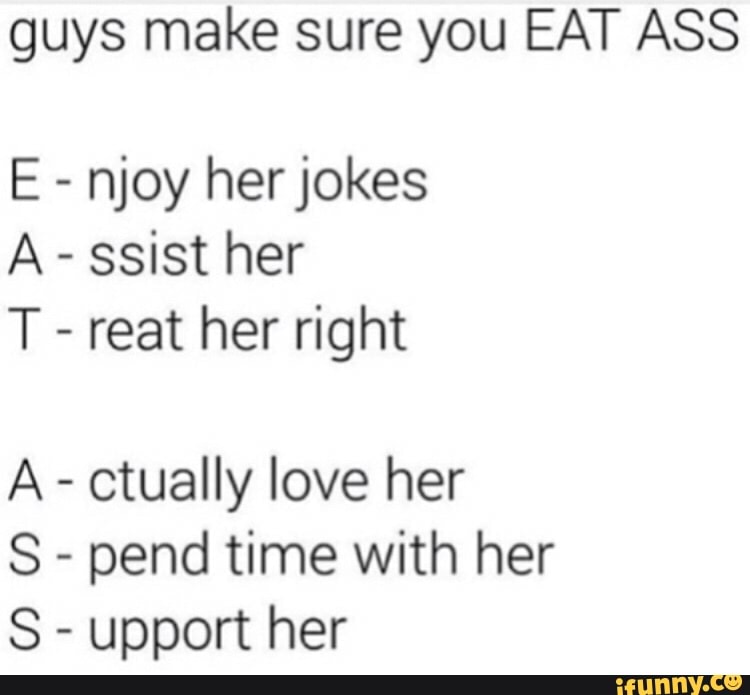 guys make sure you EAT ASS
E - njoy her jokes
A - ssist her
T - reat her right
A - ctually love her
S - pend time with her
S - upport her
ifunny.co